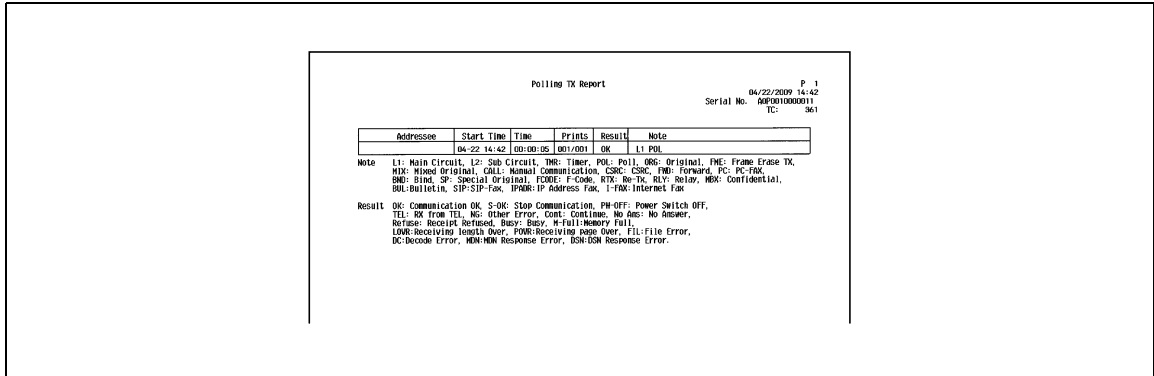 Polling TX Report
P 1
04/22/2009 14:42
Serial No. A0P0010000011
TC: 361
Addressee Start Time Time Prints Result Note
04-22 14:42 00:00:05 001/001 OK L1 POL
Note L1: Main Circuit, L2: Sub Circuit, TMR: Timer, POL: Poll, ORG: Original, FME: Frame Erase TX,
MIX: Mixed Original, CALL: Manual Communication, CSRC: CSRC, FWD: Forward, PC: PC-FAX,
BND: Bind, SP: Special Original, FCODE: F-Code, RTX: Re-Tx, RLY: Relay, MBX: Confidential,
BUL:Bulletin, SIP:SIP-Fax, IPADR:IP Address Fax, I-FAX:Internet Fax
Result OK: Communication OK, S-OK: Stop Communication, PW-OFF: Power Switch OFF,
TEL: RX from TEL, NG: Other Error, Cont: Continue, No Ans: No Answer,
Refuse: Receipt Refused, Busy: Busy, M-Full:Memory Full,
LOVR:Receiving length Over, POVR:Receiving page Over, FIL:File Error,
DC:Decode Error, MDN:MDN Response Error, DSN:DSN Response Error.